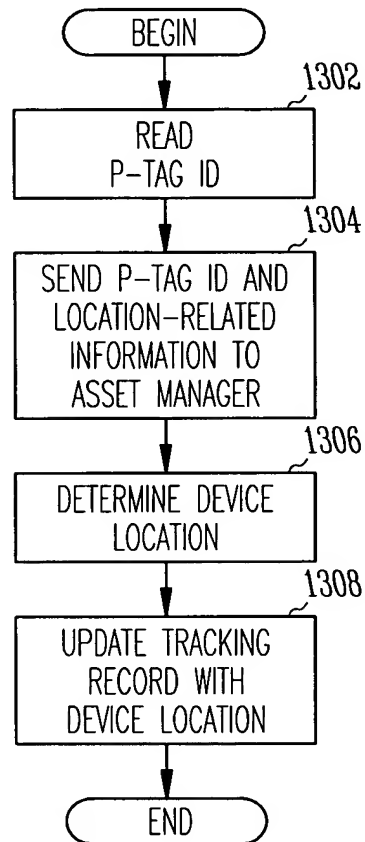 BEGIN
1302
READ
P-TAG ID
1304
SEND P-TAG ID AND
LOCATION-RELATED
INFORMATION TO
ASSET MANAGER
1306
DETERMINE DEVICE
LOCATION
1308
UPDATE TRACKING
RECORD WITH
DEVICE LOCATION
END